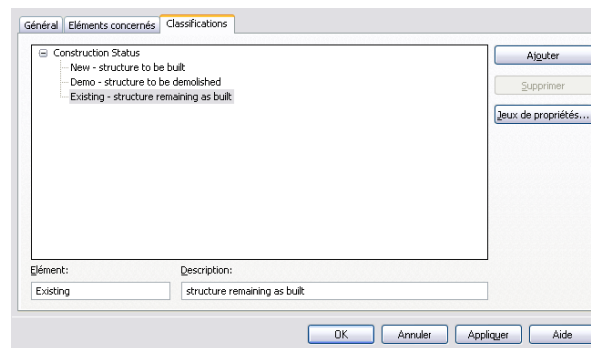 Général Eléments concernés Classifications
Construction Status
New - structure to be built
Demo - structure to be demolished
Existing - structure remaining as built
Ajouter
Supprimer
Jeux de propriétés...
Elément: Description:
Existing structure remaining as built
OK Annuler Appliquer Aide